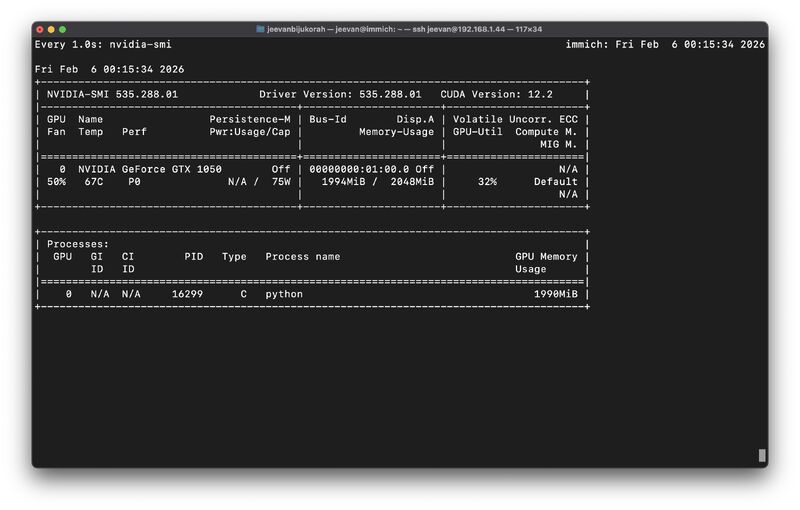 jeevanbijukorah — jeevan@immich: ~ — ssh jeevan@192.168.1.44 — 117×34
Every 1.0s: nvidia-smi immich: Fri Feb  6 00:15:34 2026
Fri Feb  6 00:15:34 2026
+---------------------------------------------------------------------------------------+
| NVIDIA-SMI 535.288.01             Driver Version: 535.288.01   CUDA Version: 12.2     |
|-----------------------------------------+----------------------+----------------------+
| GPU  Name                 Persistence-M | Bus-Id        Disp.A | Volatile Uncorr. ECC |
| Fan  Temp   Perf          Pwr:Usage/Cap |         Memory-Usage | GPU-Util  Compute M. |
|                                         |                      |               MIG M. |
|=========================================+======================+======================|
|   0  NVIDIA GeForce GTX 1050        Off | 00000000:01:00.0 Off |                  N/A |
| 50%   67C    P0              N/A /  75W |   1994MiB /  2048MiB |     32%      Default |
|                                         |                      |                  N/A |
+-----------------------------------------+----------------------+----------------------+
+---------------------------------------------------------------------------------------+
| Processes:                                                                            |
|  GPU   GI   CI        PID   Type   Process name                            GPU Memory |
|        ID   ID                                                             Usage      |
|=======================================================================================|
|    0   N/A  N/A     16299      C   python                                     1990MiB |
+---------------------------------------------------------------------------------------+